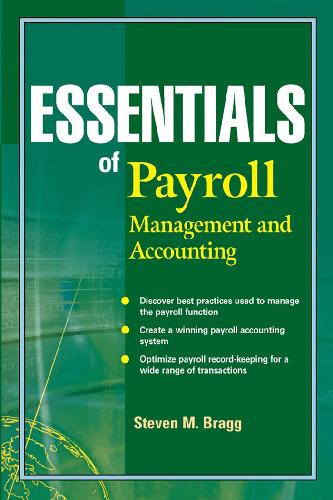 ESSENTIALS
of Payroll
Management and
Accounting
Discover best practices used to manage
the payroll function
Create a winning payroll accounting
system
Optimize payroll record-keeping for a
wide range of transactions
Steven M. Bragg